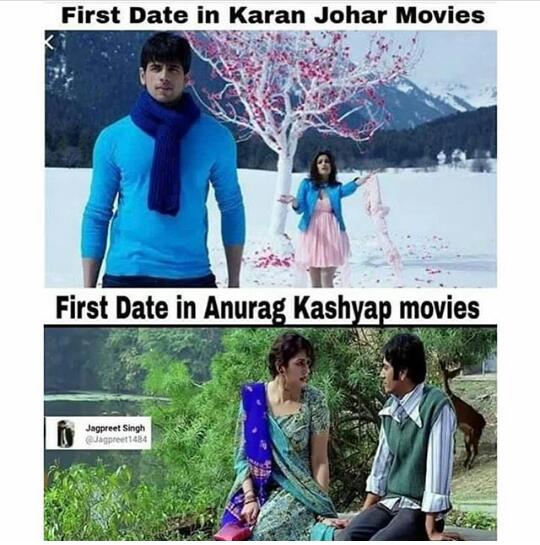 First Date in Karan Johar Movies
First Date in Anurag Kashyap movies
Jagpreet Singh
@Jagpreet1484